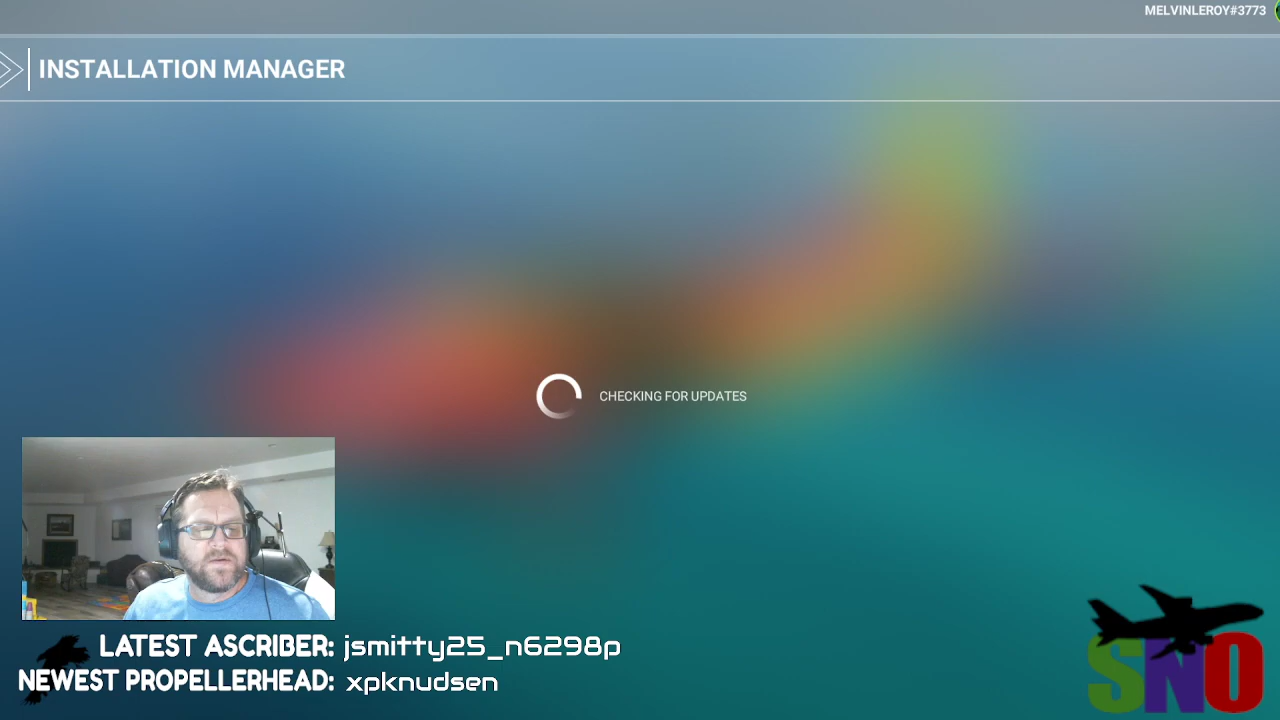 MELVINLEROY#3773
INSTALLATION MANAGER
CHECKING FOR UPDATES
LATEST ASCRIBER: jsmitty25_n6298p
NEWEST PROPELLERHEAD: xpknudsen
SNO